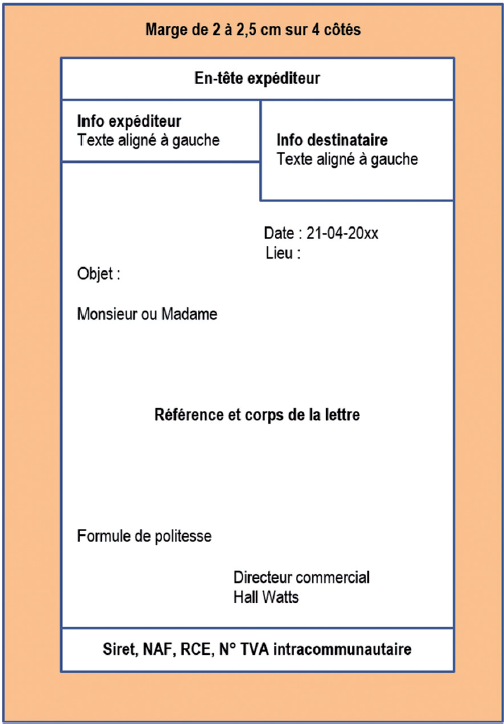 Marge de 2 à 2,5 cm sur 4 côtés
En-tête expéditeur
Info expéditeur
Texte aligné à gauche
Info destinataire
Texte aligné à gauche
Date : 21-04-20xx
Lieu :
Objet :
Monsieur ou Madame
Référence et corps de la lettre
Formule de politesse
Directeur commercial
Hall Watts
Siret, NAF, RCE, N° TVA intracommunautaire